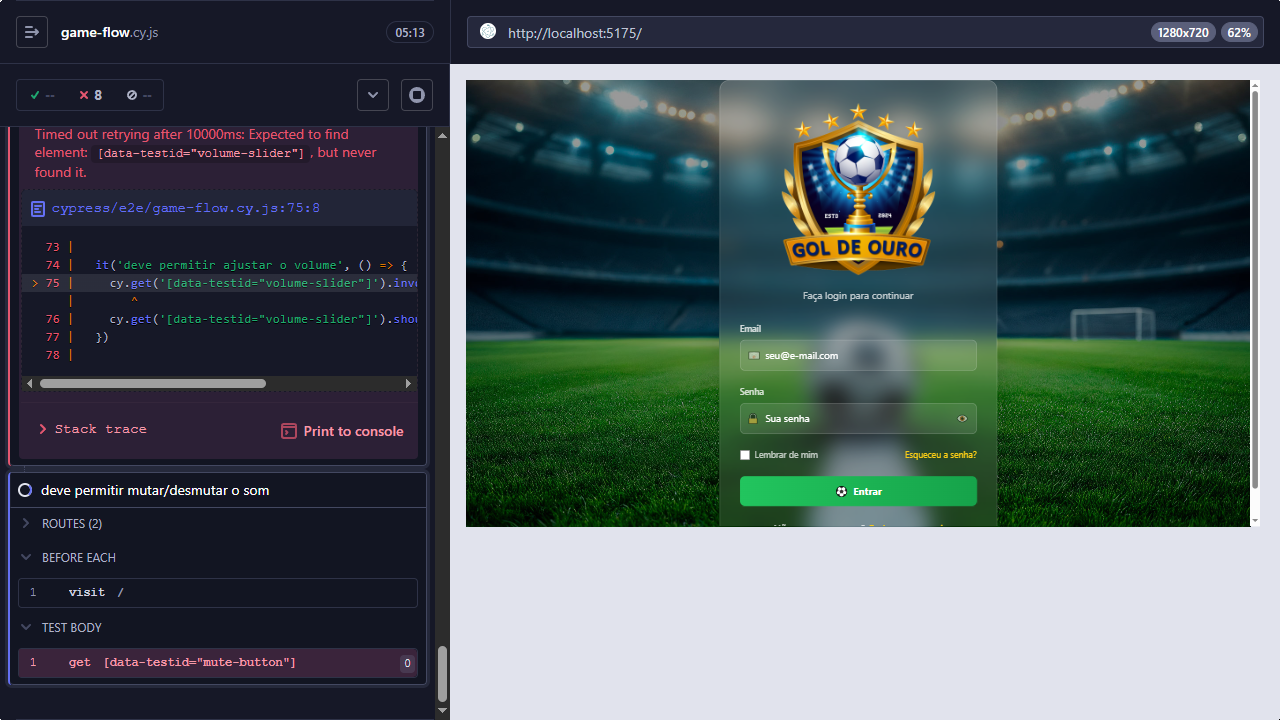 game-flow.cy.js
05:13
http://localhost:5175/
1280x720
62%
--
8
--
Timed out retrying after 10000ms: Expected to find
element: [data-testid="volume-slider"], but never
found it.
cypress/e2e/game-flow.cy.js:75:8
73 |
74 | it('deve permitir ajustar o volume', () => {
> 75 | cy.get('[data-testid="volume-slider"]').invo
| ^
76 | cy.get('[data-testid="volume-slider"]').shou
77 | })
78 |
Stack trace
Print to console
deve permitir mutar/desmutar o som
ROUTES (2)
BEFORE EACH
1 visit /
TEST BODY
1 get [data-testid="mute-button"] 0
ESTD 2024
GOL DE OURO
Faça login para continuar
Email
seu@e-mail.com
Senha
Sua senha
Lembrar de mim
Esqueceu a senha?
Entrar